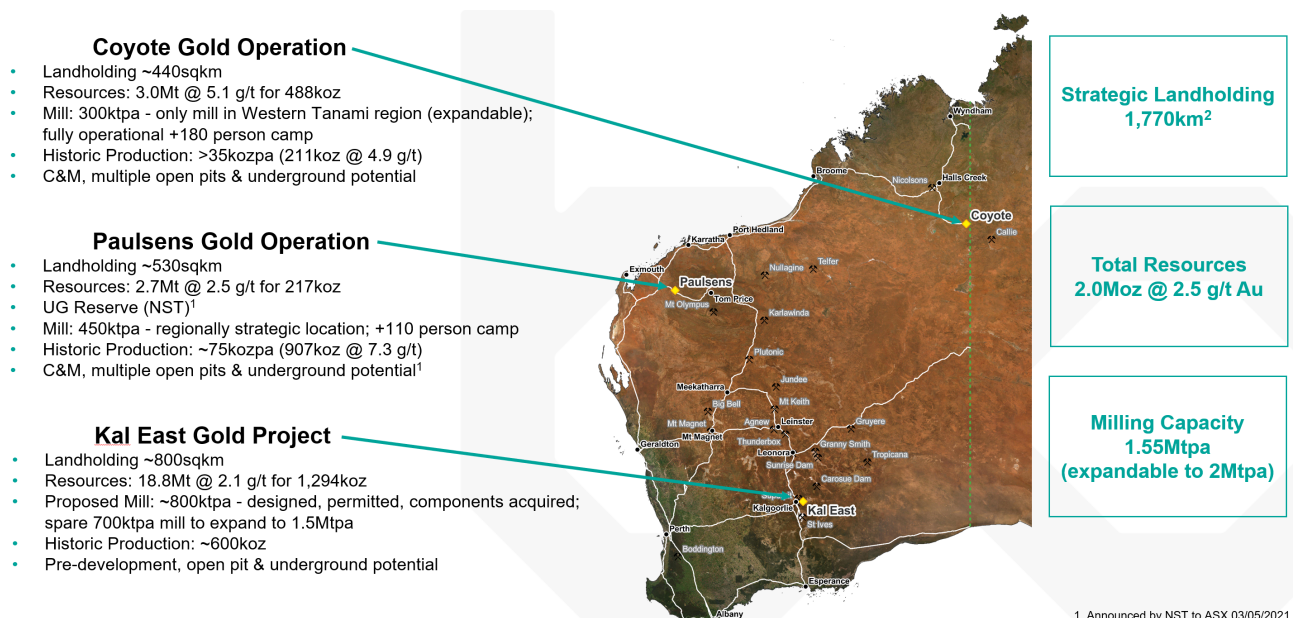 Coyote Gold Operation
• Landholding ~440sqkm
• Resources: 3.0Mt @ 5.1 g/t for 488koz
• Mill: 300ktpa - only mill in Western Tanami region (expandable);
fully operational +180 person camp
• Historic Production: >35kozpa (211koz @ 4.9 g/t)
• C&M, multiple open pits & underground potential
Paulsens Gold Operation
• Landholding ~530sqkm
• Resources: 2.7Mt @ 2.5 g/t for 217koz
• UG Reserve (NST)¹
• Mill: 450ktpa - regionally strategic location; +110 person camp
• Historic Production: ~75kozpa (907koz @ 7.3 g/t)
• C&M, multiple open pits & underground potential¹
Kal East Gold Project
• Landholding ~800sqkm
• Resources: 18.8Mt @ 2.1 g/t for 1,294koz
• Proposed Mill: ~800ktpa - designed, permitted, components acquired;
spare 700ktpa mill to expand to 1.5Mtpa
• Historic Production: ~600koz
• Pre-development, open pit & underground potential
Wyndham
Broome
Nicolsons
Halls Creek
Coyote
Callie
Port Hedland
Karratha
Exmouth
Nullagine
Telfer
Paulsens
Tom Price
Mt Olympus
Karlawinda
Plutonic
Jundee
Meekatharra
Mt Keith
Big Bell
Mt Magnet
Mt Magnet
Agnew
Leinster
Gruyere
Geraldton
Thunderbox
Granny Smith
Leonora
Tropicana
Sunrise Dam
Carosue Dam
Kalgoorlie
Kal East
St Ives
Perth
Boddington
Esperance
Albany
Strategic Landholding
1,770km²
Total Resources
2.0Moz @ 2.5 g/t Au
Milling Capacity
1.55Mtpa
(expandable to 2Mtpa)
1. Announced by NST to ASX 03/05/2021